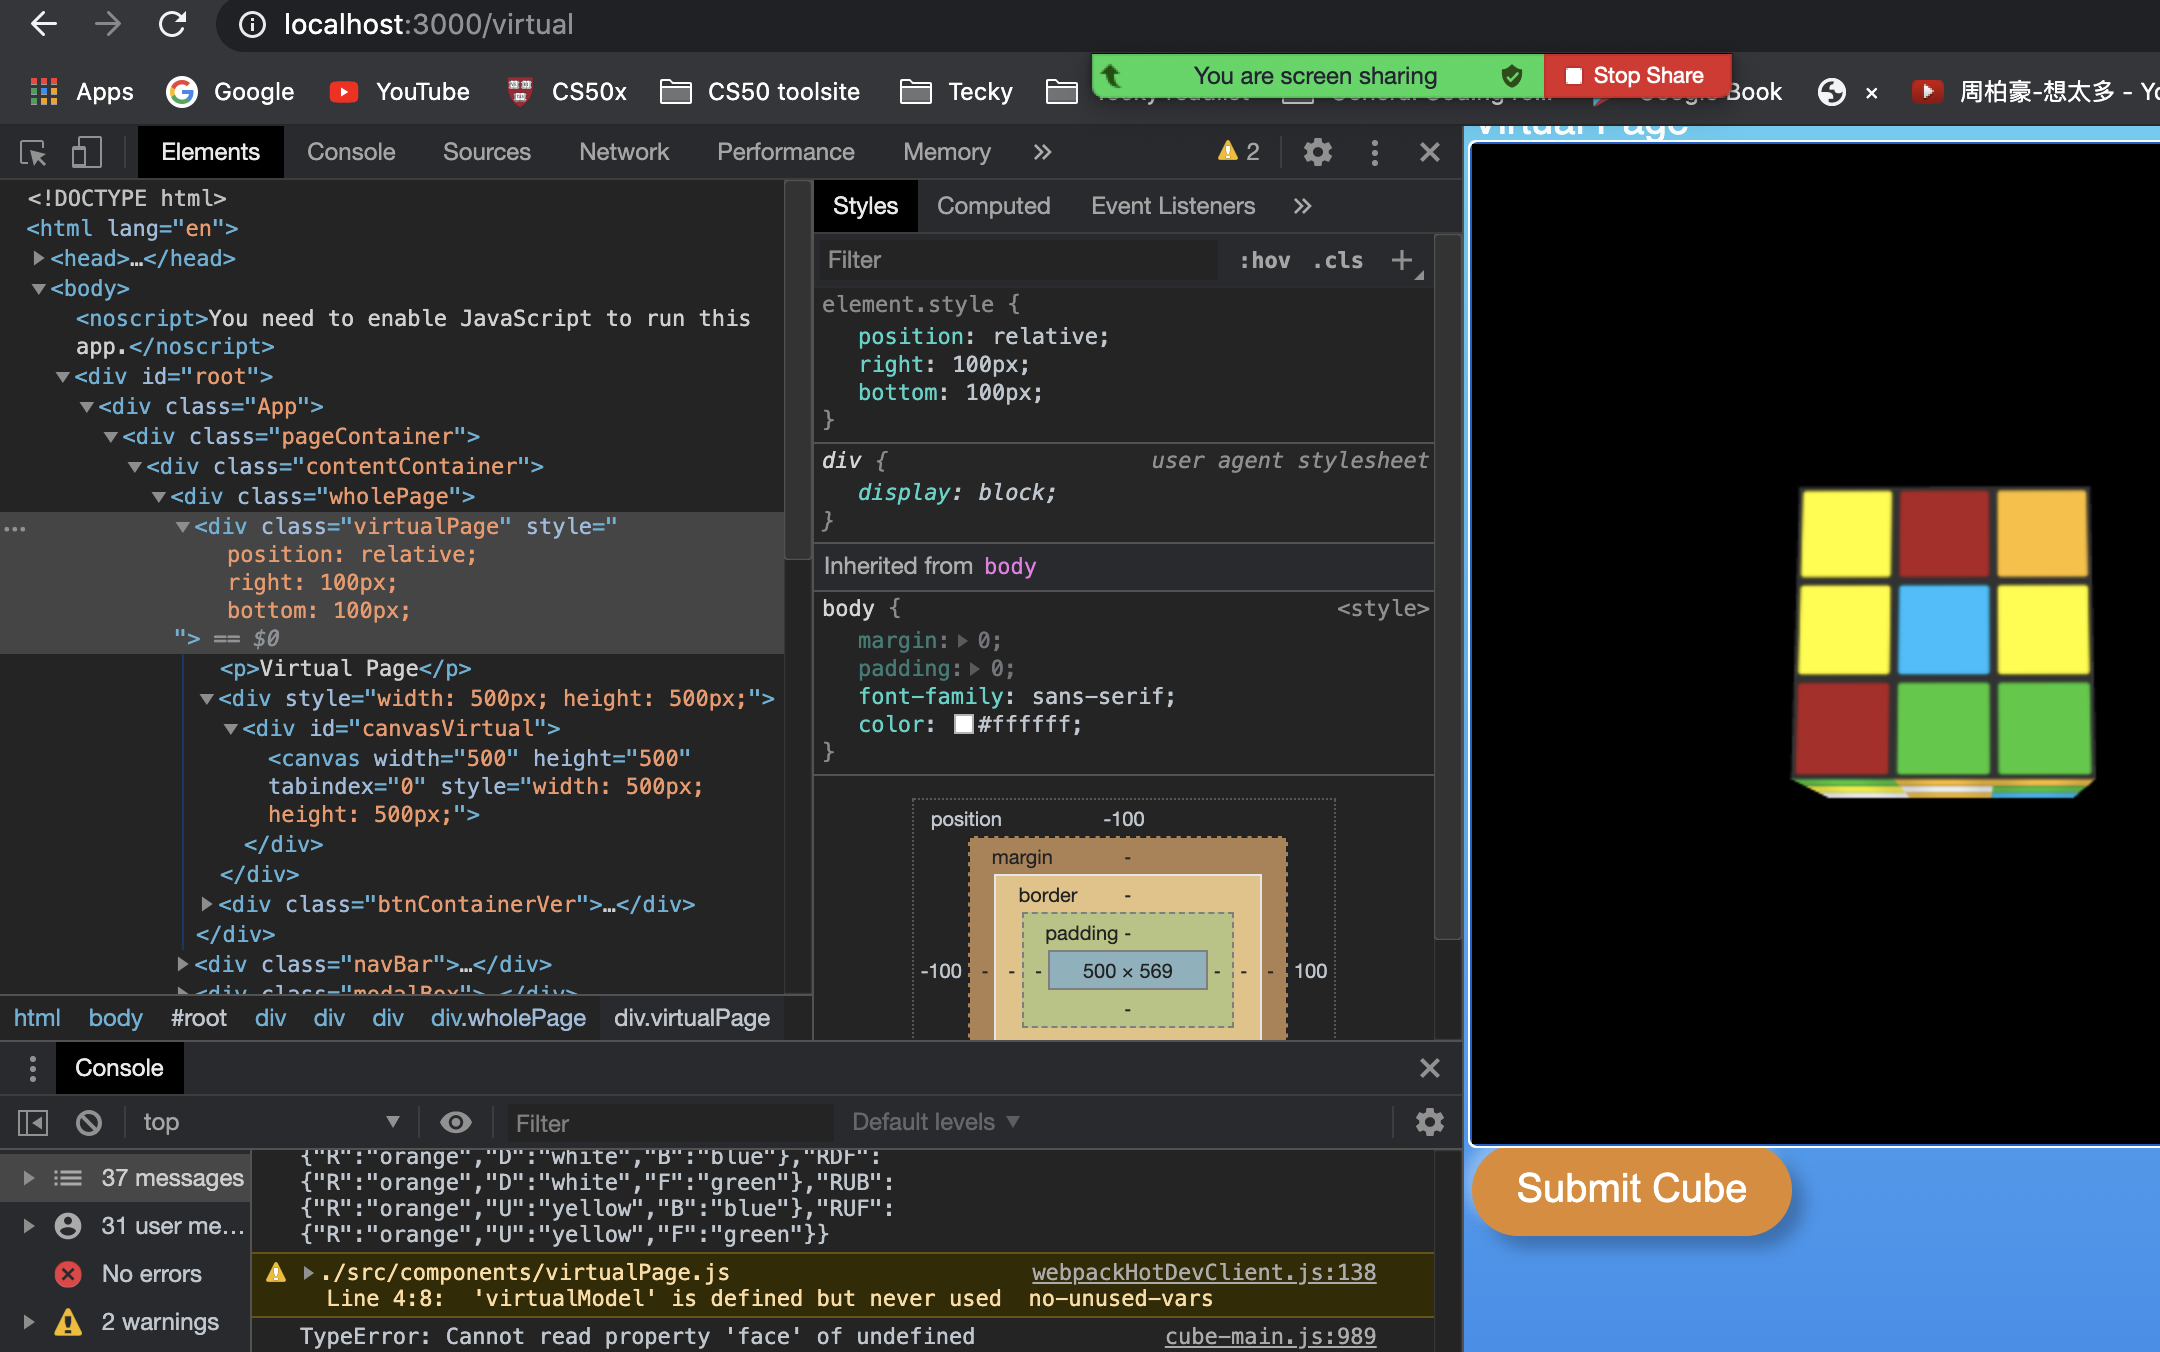 localhost:3000/virtual
You are screen sharing
Stop Share
Apps Google YouTube CS50x CS50 toolsite Tecky Book × 周柏豪-想太多 - Yo
Elements Console Sources Network Performance Memory 2
Virtual Page
<!DOCTYPE html>
<html lang="en">
<head>…</head>
<body>
<noscript>You need to enable JavaScript to run this
app.</noscript>
<div id="root">
<div class="App">
<div class="pageContainer">
<div class="contentContainer">
<div class="wholePage">
<div class="virtualPage" style="
position: relative;
right: 100px;
bottom: 100px;
"> == $0
<p>Virtual Page</p>
<div style="width: 500px; height: 500px;">
<div id="canvasVirtual">
<canvas width="500" height="500"
tabindex="0" style="width: 500px;
height: 500px;">
</div>
</div>
<div class="btnContainerVer">…</div>
</div>
<div class="navBar">…</div>
<div class="modalBox">…</div>
html body #root div div div div.wholePage div.virtualPage
Styles Computed Event Listeners
Filter :hov .cls +
element.style {
position: relative;
right: 100px;
bottom: 100px;
}
div { user agent stylesheet
display: block;
}
Inherited from body
body { <style>
margin: 0;
padding: 0;
font-family: sans-serif;
color: #ffffff;
}
position -100
margin -
border -
padding -
-100 - - - 500 × 569 - - - 100
-
Console
top Filter Default levels
37 messages
31 user me…
No errors
2 warnings
{"R":"orange","D":"white","B":"blue"},"RDF":
{"R":"orange","D":"white","F":"green"},"RUB":
{"R":"orange","U":"yellow","B":"blue"},"RUF":
{"R":"orange","U":"yellow","F":"green"}}
./src/components/virtualPage.js webpackHotDevClient.js:138
Line 4:8: 'virtualModel' is defined but never used no-unused-vars
TypeError: Cannot read property 'face' of undefined cube-main.js:989
Submit Cube